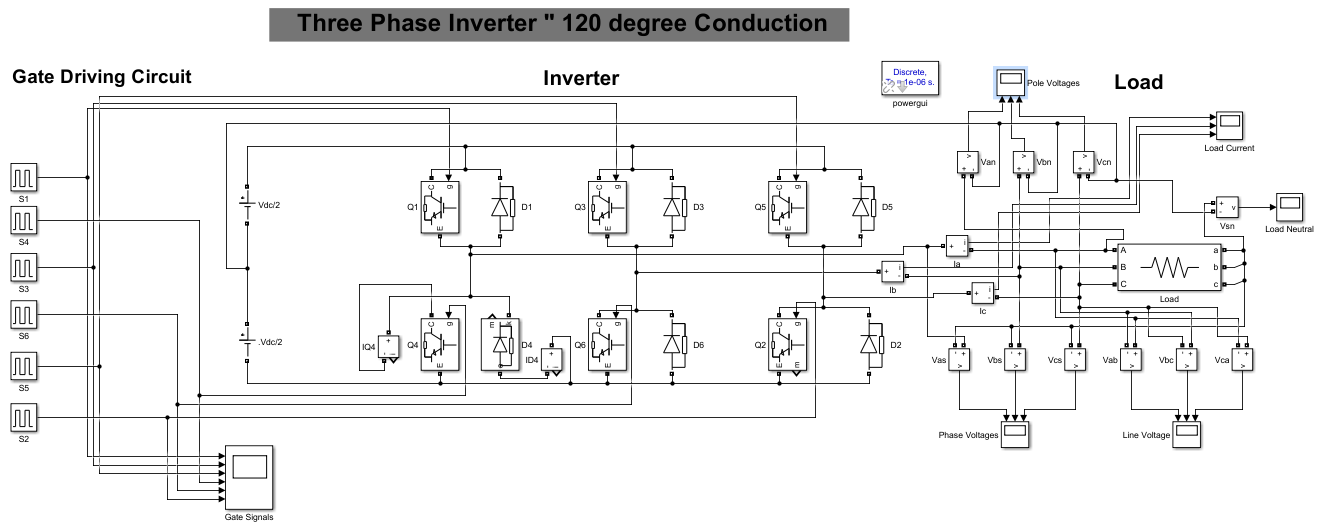 Three Phase Inverter " 120 degree Conduction
Gate Driving Circuit
Inverter
Load
Discrete,
1e-06 s.
powergui
Pole Voltages
Load Current
Van
Vbn
Vcn
S1
S4
S3
S6
S5
S2
Vdc/2
.Vdc/2
Q1
C
g
E
D1
Q3
C
g
E
D3
Q5
C
g
E
D5
v
+ -
v
+ -
v
+ -
+
-
v
Vsn
Load Neutral
+
i
-
Ia
+
i
-
Ib
+
i
-
Ic
A
B
C
a
b
c
Load
IQ4
+
Q4
C
g
E
m
k
D4
ID4
+
Q6
C
g
E
D6
Q2
C
g
E
m
D2
Vas
Vbs
Vcs
Vab
Vbc
Vca
Phase Voltages
Line Voltage
Gate Signals